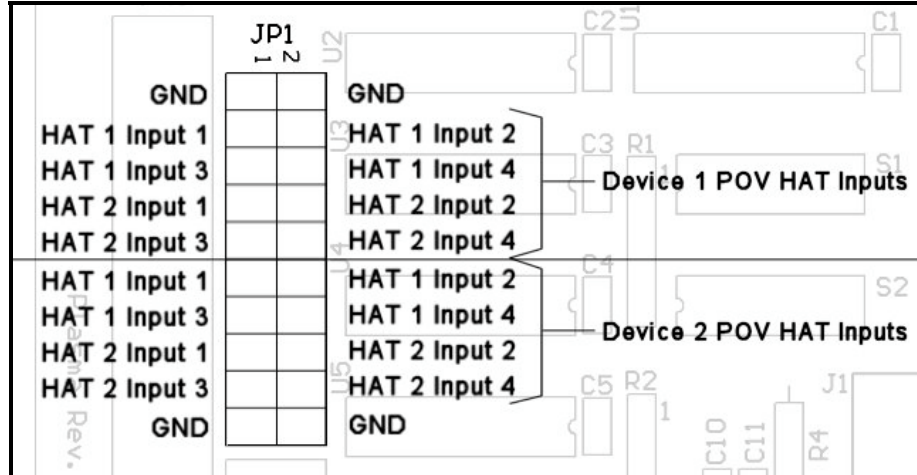 C2 U1 C1
JP1
U2
1 2
GND GND
HAT 1 Input 1 HAT 1 Input 2
U3
C3 R1
HAT 1 Input 3 HAT 1 Input 4
1 S1
Device 1 POV HAT Inputs
HAT 2 Input 1 HAT 2 Input 2
HAT 2 Input 3 HAT 2 Input 4
U4
C4
HAT 1 Input 1 HAT 1 Input 2
S2
HAT 1 Input 3 HAT 1 Input 4
Device 2 POV HAT Inputs
HAT 2 Input 1 HAT 2 Input 2
HAT 2 Input 3 HAT 2 Input 4
U5
C5 R2 J1
1
GND GND
Rev.
C10 C11 R4